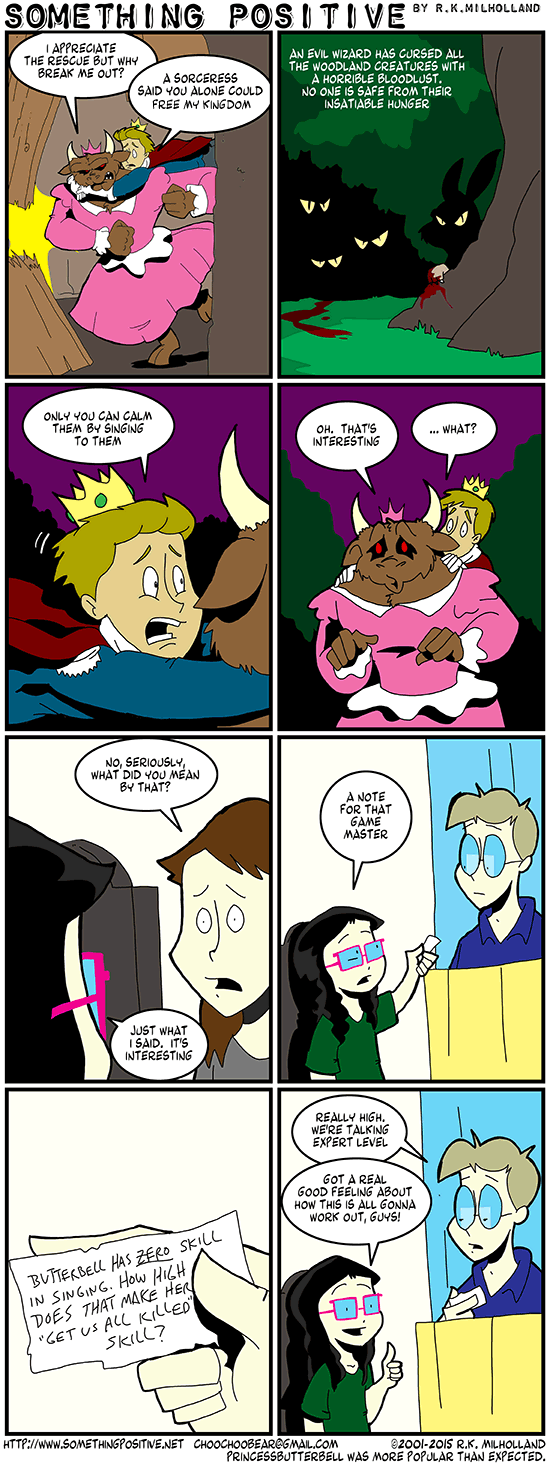 SOMETHING POSITIVE BY R.K.MILHOLLAND
I APPRECIATE
THE RESCUE BUT WHY
BREAK ME OUT?
A SORCERESS
SAID YOU ALONE COULD
FREE MY KINGDOM
AN EVIL WIZARD HAS CURSED ALL
THE WOODLAND CREATURES WITH
A HORRIBLE BLOODLUST.
NO ONE IS SAFE FROM THEIR
INSATIABLE HUNGER
ONLY YOU CAN CALM
THEM BY SINGING
TO THEM
OH. THAT'S
INTERESTING
... WHAT?
NO, SERIOUSLY,
WHAT DID YOU MEAN
BY THAT?
JUST WHAT
I SAID. IT'S
INTERESTING
A NOTE
FOR THAT
GAME
MASTER
BUTTERBELL HAS ZERO SKILL
IN SINGING. HOW HIGH
DOES THAT MAKE HER
"GET US ALL KILLED"
SKILL?
REALLY HIGH.
WE'RE TALKING
EXPERT LEVEL
GOT A REAL
GOOD FEELING ABOUT
HOW THIS IS ALL GONNA
WORK OUT, GUYS!
HTTP://WWW.SOMETHINGPOSITIVE.NET CHOOCHOOBEAR@GMAIL.COM ©2001-2015 R.K. MILHOLLAND
PRINCESSBUTTERBELL WAS MORE POPULAR THAN EXPECTED.